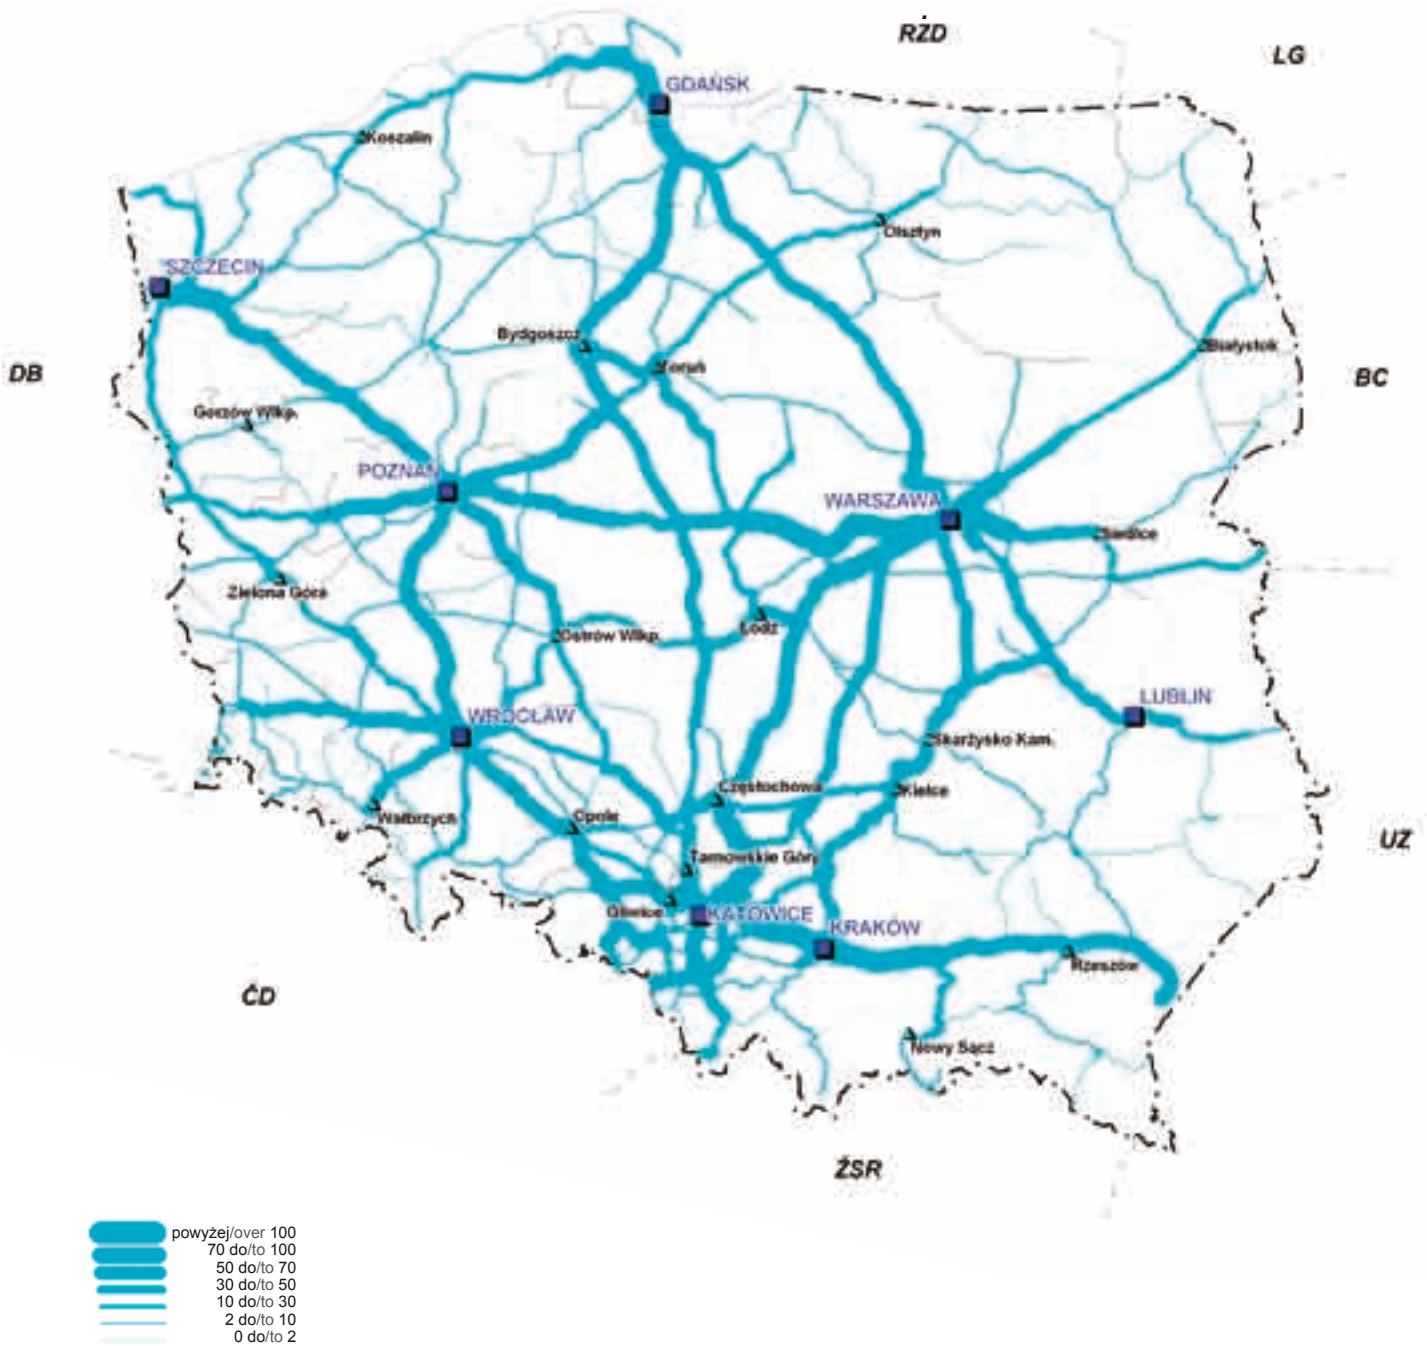 RŻD
LG
GDAŃSK
Koszalin
Olsztyn
SZCZECIN
Bydgoszcz
Toruń
Białystok
DB
BC
Gorzów Wlkp.
POZNAŃ
WARSZAWA
Siedlce
Zielona Góra
Ostrów Wlkp.
Łódź
LUBLIN
WROCŁAW
Skarżysko Kam.
Częstochowa
Kielce
Wałbrzych
Opole
UZ
Tarnowskie Góry
Gliwice
KATOWICE
KRAKÓW
Rzeszów
ČD
Nowy Sącz
ŽSR
powyżej/over 100
70 do/to 100
50 do/to 70
30 do/to 50
10 do/to 30
2 do/to 10
0 do/to 2